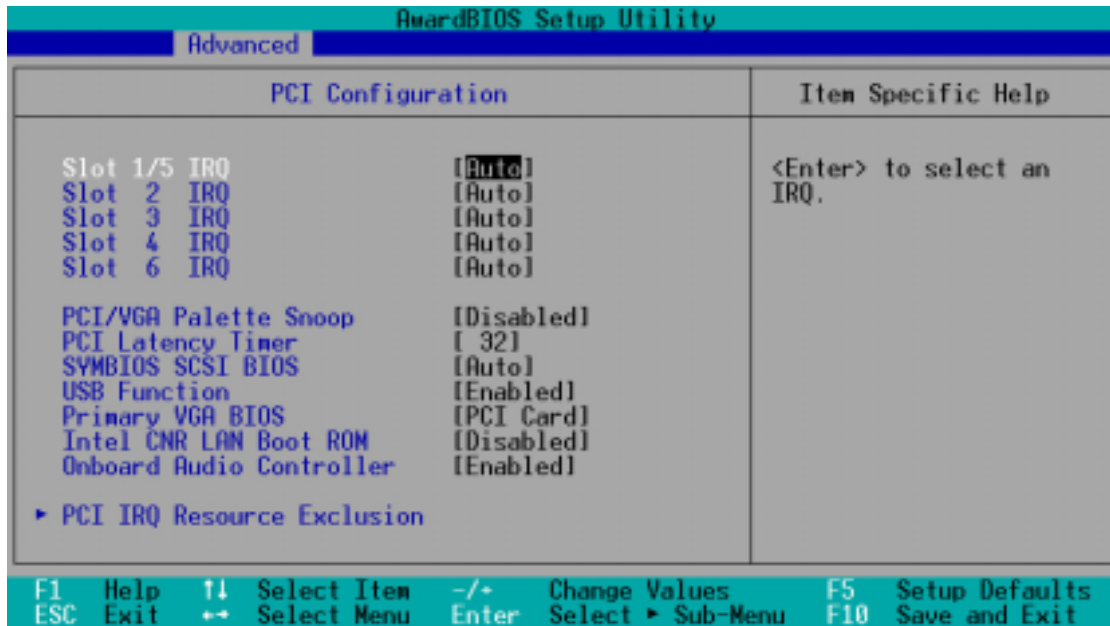 AwardBIOS Setup Utility
Advanced
PCI Configuration
Item Specific Help
Slot 1/5 IRQ [Auto]
Slot 2 IRQ [Auto]
Slot 3 IRQ [Auto]
Slot 4 IRQ [Auto]
Slot 6 IRQ [Auto]
PCI/VGA Palette Snoop [Disabled]
PCI Latency Timer [ 32]
SYMBIOS SCSI BIOS [Auto]
USB Function [Enabled]
Primary VGA BIOS [PCI Card]
Intel CNR LAN Boot ROM [Disabled]
Onboard Audio Controller [Enabled]
► PCI IRQ Resource Exclusion
<Enter> to select an
IRQ.
F1 Help ↑↓ Select Item -/+ Change Values F5 Setup Defaults
ESC Exit ←→ Select Menu Enter Select ► Sub-Menu F10 Save and Exit